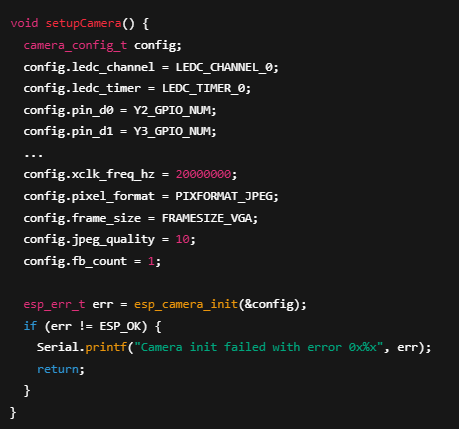 void setupCamera() {
  camera_config_t config;
  config.ledc_channel = LEDC_CHANNEL_0;
  config.ledc_timer = LEDC_TIMER_0;
  config.pin_d0 = Y2_GPIO_NUM;
  config.pin_d1 = Y3_GPIO_NUM;
  ...
  config.xclk_freq_hz = 20000000;
  config.pixel_format = PIXFORMAT_JPEG;
  config.frame_size = FRAMESIZE_VGA;
  config.jpeg_quality = 10;
  config.fb_count = 1;

  esp_err_t err = esp_camera_init(&config);
  if (err != ESP_OK) {
    Serial.printf("Camera init failed with error 0x%x", err);
    return;
  }
}